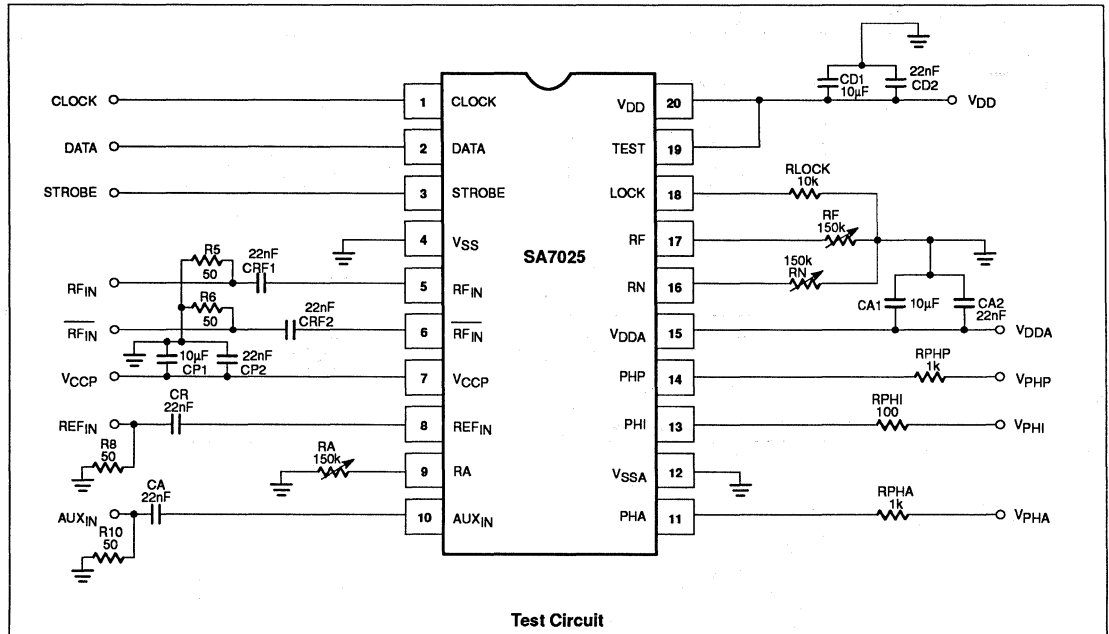 CLOCK
1
CLOCK
DATA
2
DATA
STROBE
3
STROBE
4
VSS
R5
50
22nF
CRF1
RFIN
5
RFIN
R6
50
22nF
CRF2
RFIN
6
RFIN
10μF
CP1
22nF
CP2
VCCP
7
VCCP
CR
22nF
REFIN
8
REFIN
R8
50
RA
150k
9
RA
CA
22nF
AUXIN
10
AUXIN
R10
50
SA7025
CD1
10μF
22nF
CD2
VDD
20
VDD
TEST
19
RLOCK
10k
LOCK
18
RF
150k
RF
17
150k
RN
RN
16
CA1
10μF
CA2
22nF
VDDA
15
VDDA
RPHP
1k
PHP
14
VPHP
RPHI
100
PHI
13
VPHI
VSSA
12
RPHA
1k
PHA
11
VPHA
Test Circuit